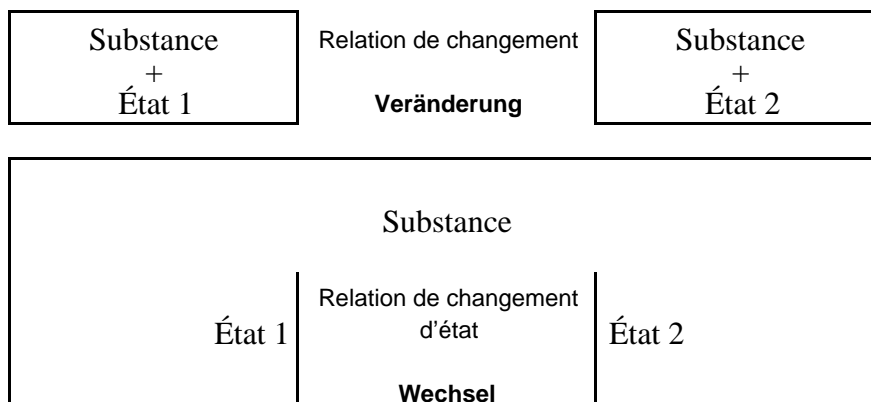 Substance
+
État 1
Relation de changement
Veränderung
Substance
+
État 2
Substance
État 1
Relation de changement
d'état
Wechsel
État 2